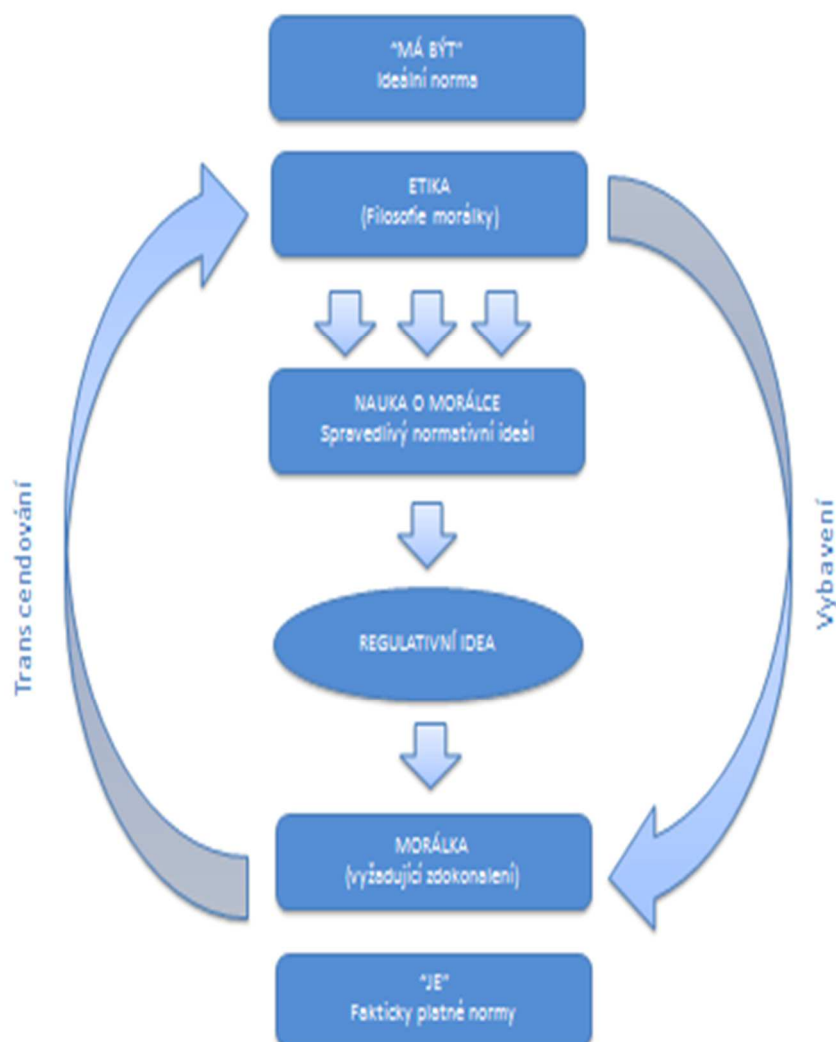 "MÁ BÝT"
Ideální norma
ETIKA
(Filosofie morálky)
NAUKA O MORÁLCE
Spravedlivý normativní ideál
Trans cendování
Vybavení
REGULATIVNÍ IDEA
MORÁLKA
(vyžadující zdokonalení)
"JE"
Fakticky platné normy